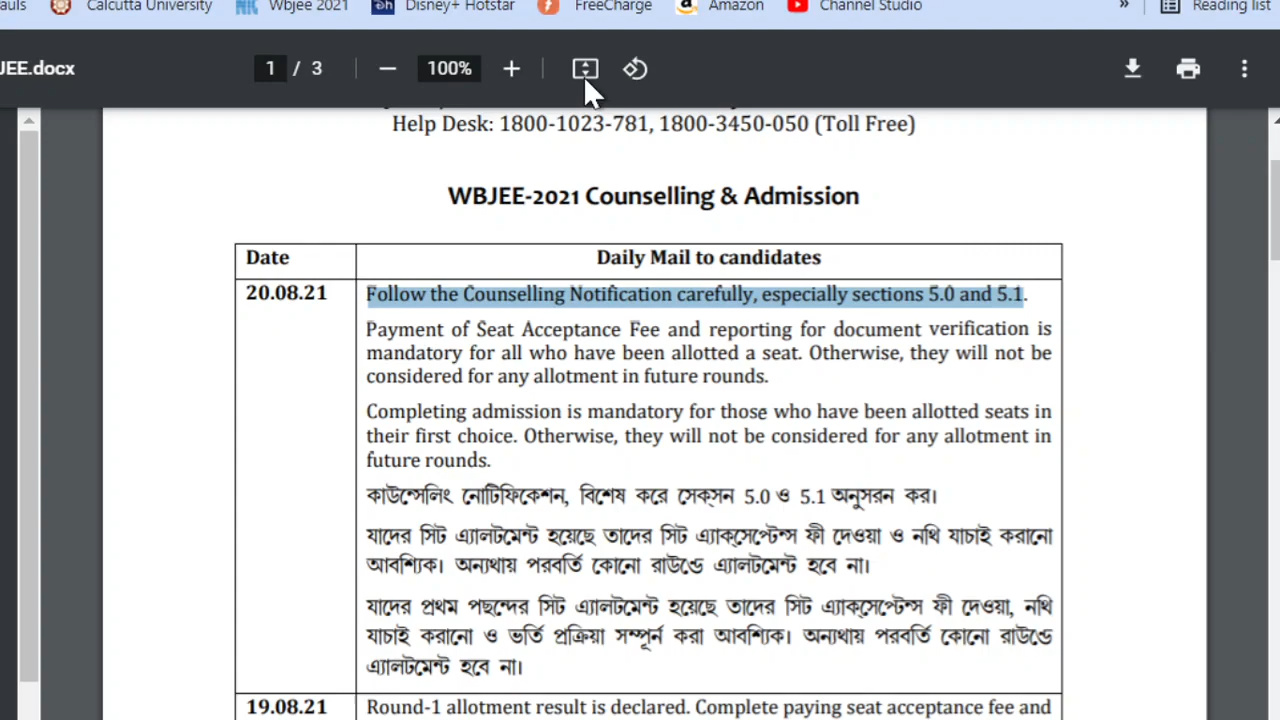 Calcutta University Wbjee 2021 Disney+ Hotstar FreeCharge Amazon Channel Studio » Reading list
JEE.docx 1 / 3 100%
Help Desk: 1800-1023-781, 1800-3450-050 (Toll Free)
WBJEE-2021 Counselling & Admission
Date Daily Mail to candidates
20.08.21 Follow the Counselling Notification carefully, especially sections 5.0 and 5.1.
Payment of Seat Acceptance Fee and reporting for document verification is
mandatory for all who have been allotted a seat. Otherwise, they will not be
considered for any allotment in future rounds.
Completing admission is mandatory for those who have been allotted seats in
their first choice. Otherwise, they will not be considered for any allotment in
future rounds.
কাউন্সেলিং নোটিফিকেশন, বিশেষ করে সেক্সন 5.0 ও 5.1 অনুসরন কর।
যাদের সিট এ্যালটমেন্ট হয়েছে তাদের সিট এ্যাক্সেপ্টেন্স ফী দেওয়া ও নথি যাচাই করানো
আবশ্যিক। অন্যথায় পরবর্তি কোনো রাউন্ডে এ্যালটমেন্ট হবে না।
যাদের প্রথম পছন্দের সিট এ্যালটমেন্ট হয়েছে তাদের সিট এ্যাক্সেপ্টেন্স ফী দেওয়া, নথি
যাচাই করানো ও ভর্তি প্রক্রিয়া সম্পূর্ন করা আবশ্যিক। অন্যথায় পরবর্তি কোনো রাউন্ডে
এ্যালটমেন্ট হবে না।
19.08.21 Round-1 allotment result is declared. Complete paying seat acceptance fee and